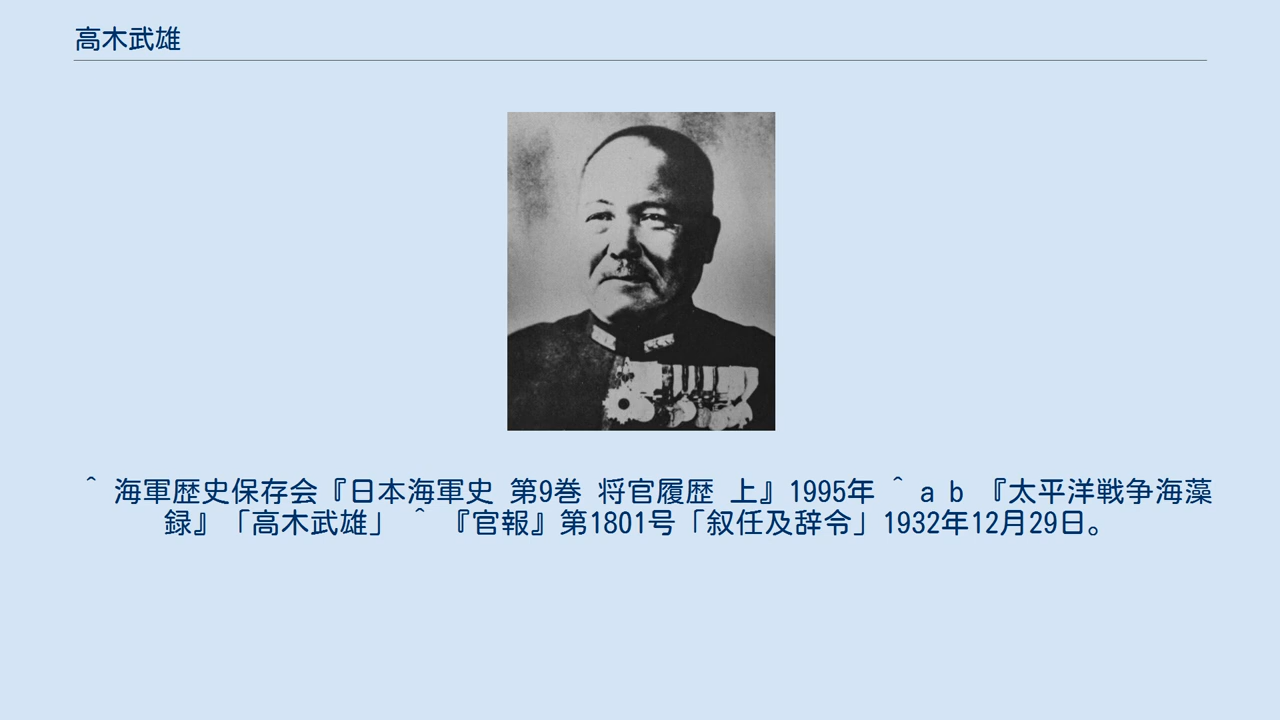 高木武雄
^ 海軍歴史保存会『日本海軍史 第9巻 将官履歴 上』1995年 ^ a b 『太平洋戦争海藻
録』「高木武雄」 ^ 『官報』第1801号「叙任及辞令」1932年12月29日。